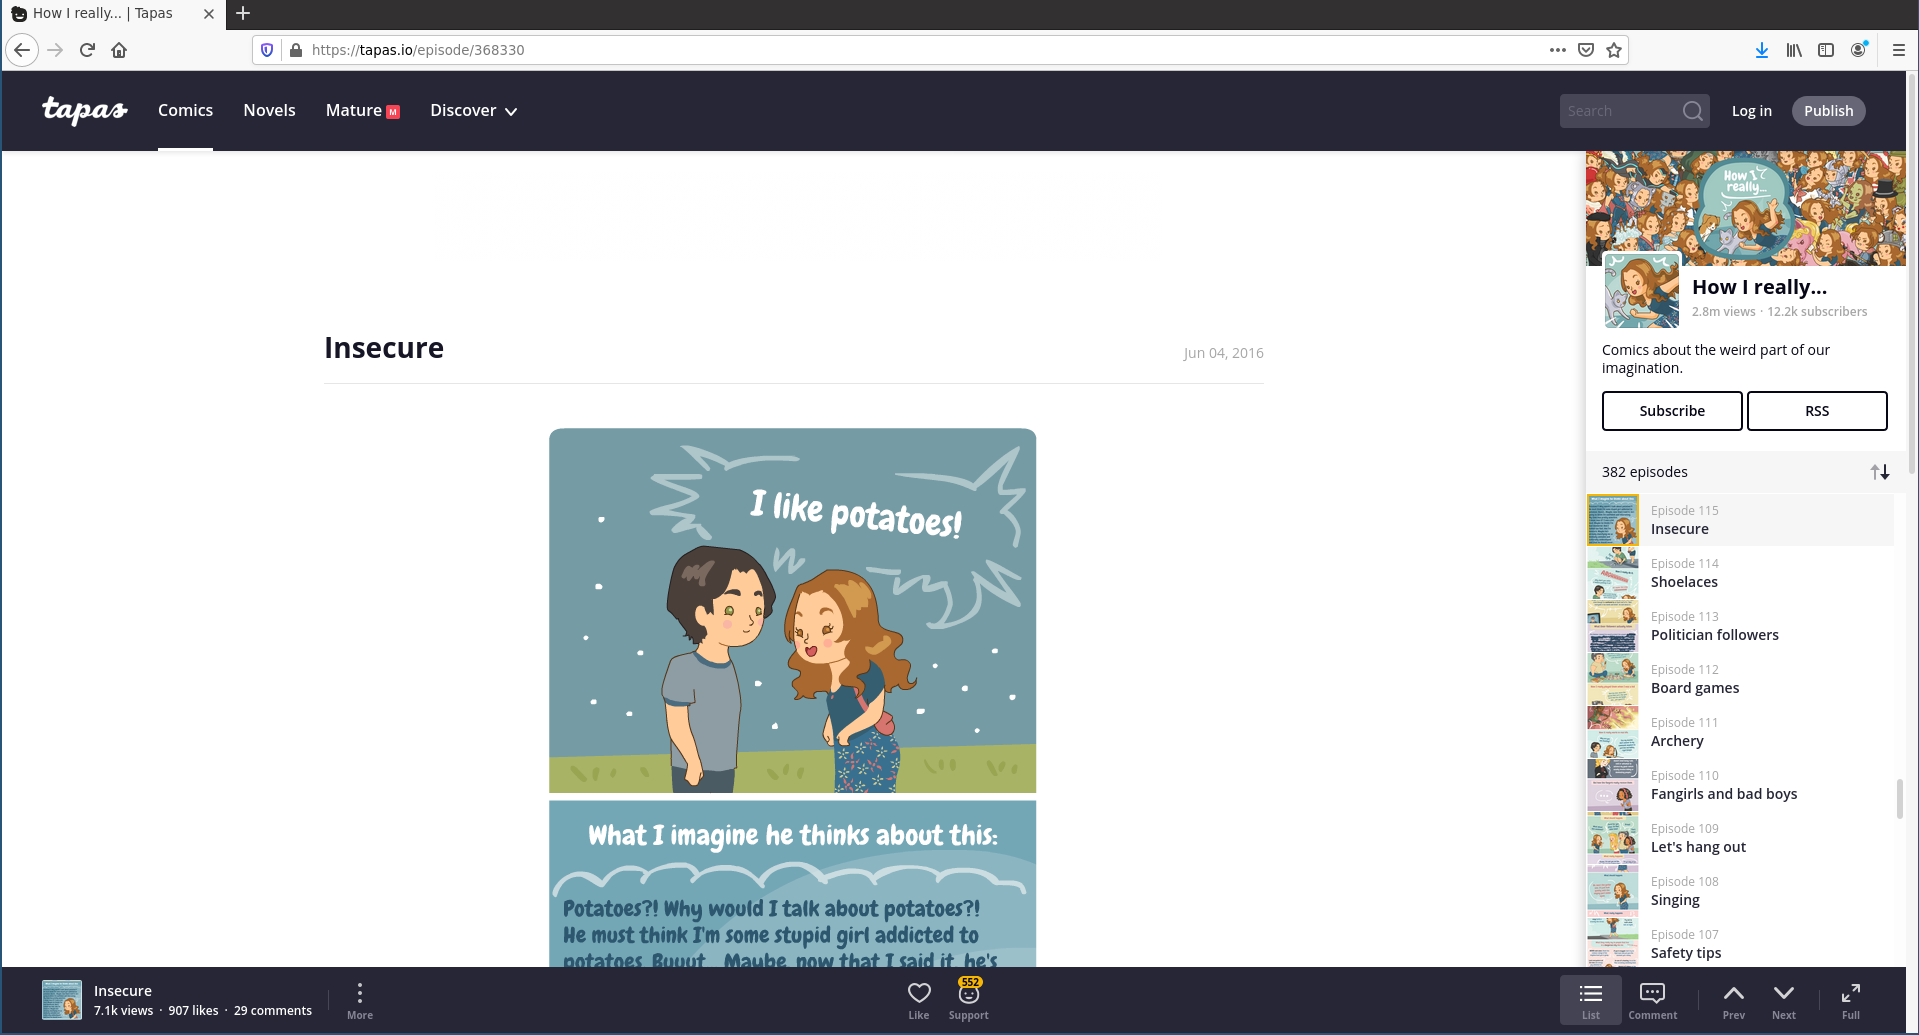 How I really... | Tapas
https://tapas.io/episode/368330
tapas
Comics
Novels
Mature M
Discover
Search
Log in
Publish
Insecure
Jun 04, 2016
I like potatoes!
What I imagine he thinks about this:
Potatoes?! Why would I talk about potatoes?!
He must think I'm some stupid girl addicted to
potatoes. Buuut... Maybe, now that I said it, he's
How I
really...
How I really...
2.8m views · 12.2k subscribers
Comics about the weird part of our
imagination.
Subscribe
RSS
382 episodes
Episode 115
Insecure
Episode 114
Shoelaces
Episode 113
Politician followers
Episode 112
Board games
Episode 111
Archery
Episode 110
Fangirls and bad boys
Episode 109
Let's hang out
Episode 108
Singing
Episode 107
Safety tips
Insecure
7.1k views · 907 likes · 29 comments
More
Like
552
Support
List
Comment
Prev
Next
Full